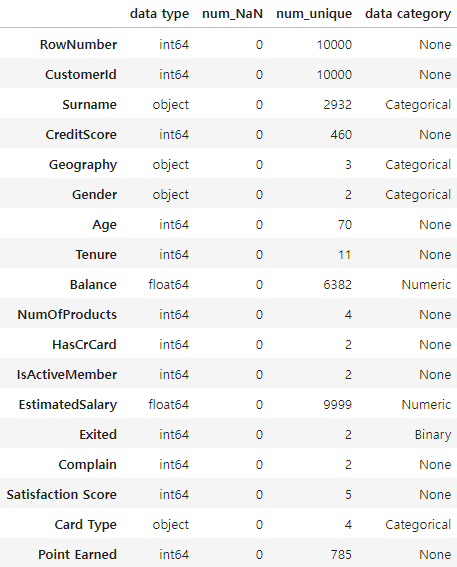 data type num_NaN num_unique data category
RowNumber int64 0 10000 None
CustomerId int64 0 10000 None
Surname object 0 2932 Categorical
CreditScore int64 0 460 None
Geography object 0 3 Categorical
Gender object 0 2 Categorical
Age int64 0 70 None
Tenure int64 0 11 None
Balance float64 0 6382 Numeric
NumOfProducts int64 0 4 None
HasCrCard int64 0 2 None
IsActiveMember int64 0 2 None
EstimatedSalary float64 0 9999 Numeric
Exited int64 0 2 Binary
Complain int64 0 2 None
Satisfaction Score int64 0 5 None
Card Type object 0 4 Categorical
Point Earned int64 0 785 None